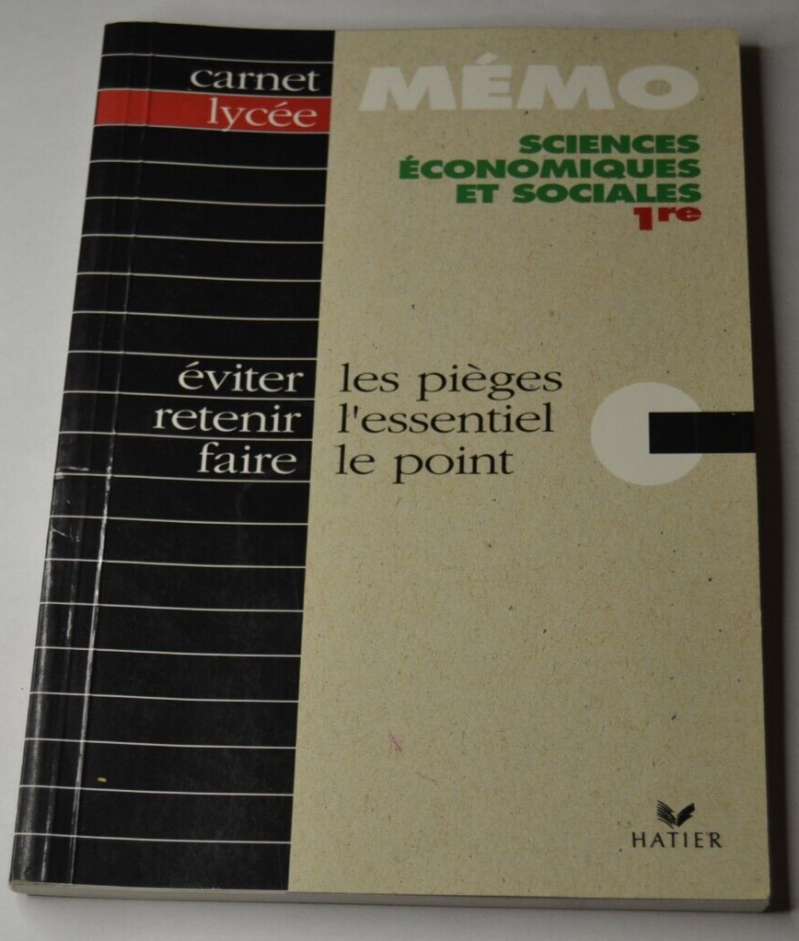 carnet
lycée
MÉMO
SCIENCES
ÉCONOMIQUES
ET SOCIALES
1re
éviter les pièges
retenir l'essentiel
faire le point
HATIER